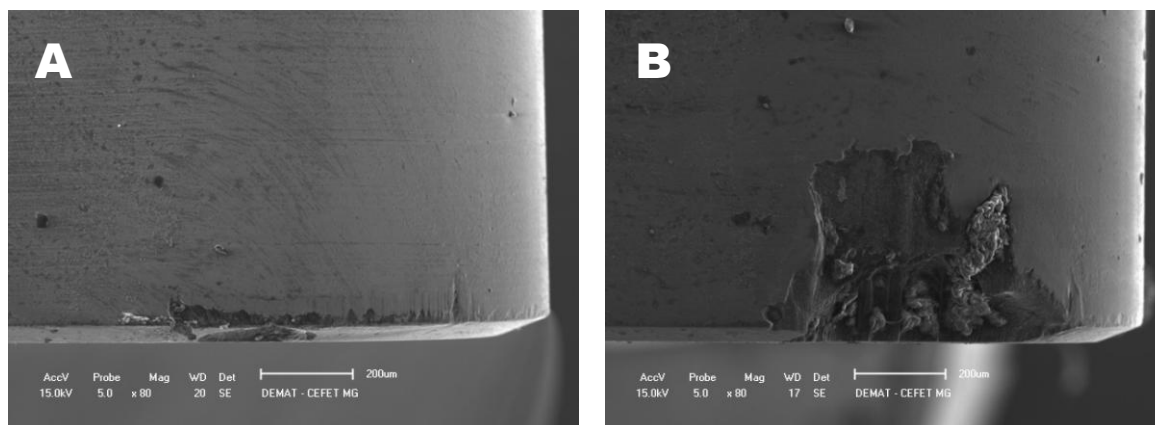 A
AccV Probe Mag WD Det 200um
15.0kV 5.0 x 80 20 SE DEMAT - CEFET MG
B
AccV Probe Mag WD Det 200um
15.0kV 5.0 x 80 17 SE DEMAT - CEFET MG